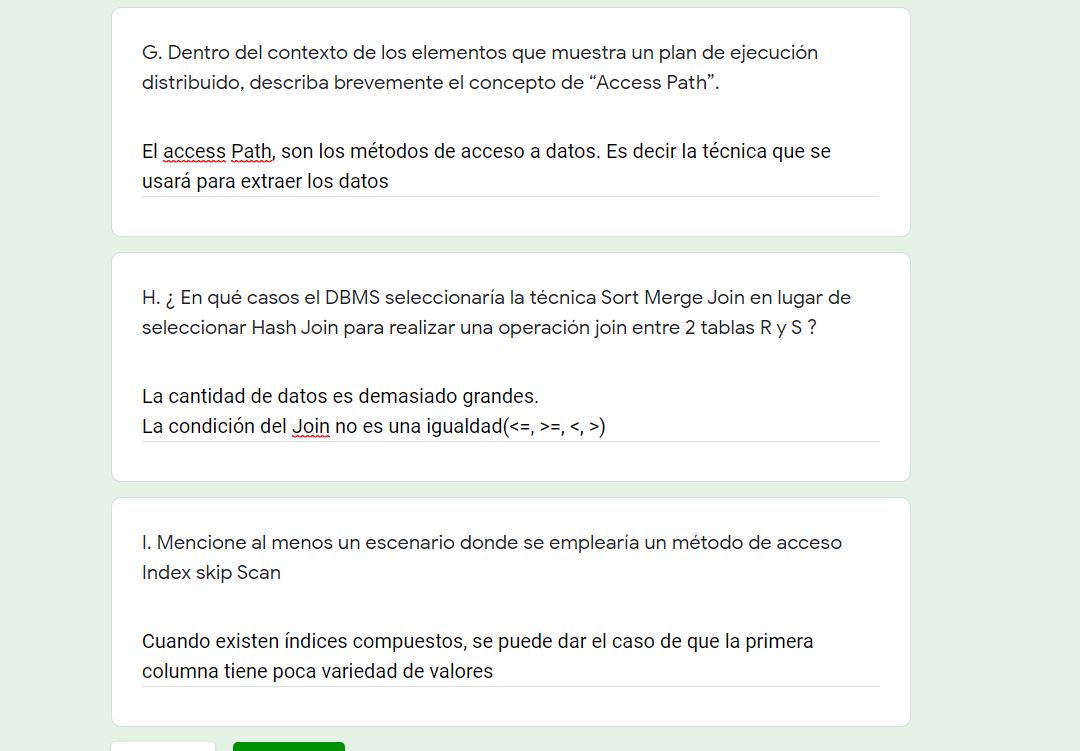 G. Dentro del contexto de los elementos que muestra un plan de ejecución
distribuido, describa brevemente el concepto de “Access Path”.
El access Path, son los métodos de acceso a datos. Es decir la técnica que se
usará para extraer los datos
H. ¿ En qué casos el DBMS seleccionaría la técnica Sort Merge Join en lugar de
seleccionar Hash Join para realizar una operación join entre 2 tablas R y S ?
La cantidad de datos es demasiado grandes.
La condición del Join no es una igualdad(<=, >=, <, >)
I. Mencione al menos un escenario donde se emplearía un método de acceso
Index skip Scan
Cuando existen índices compuestos, se puede dar el caso de que la primera
columna tiene poca variedad de valores